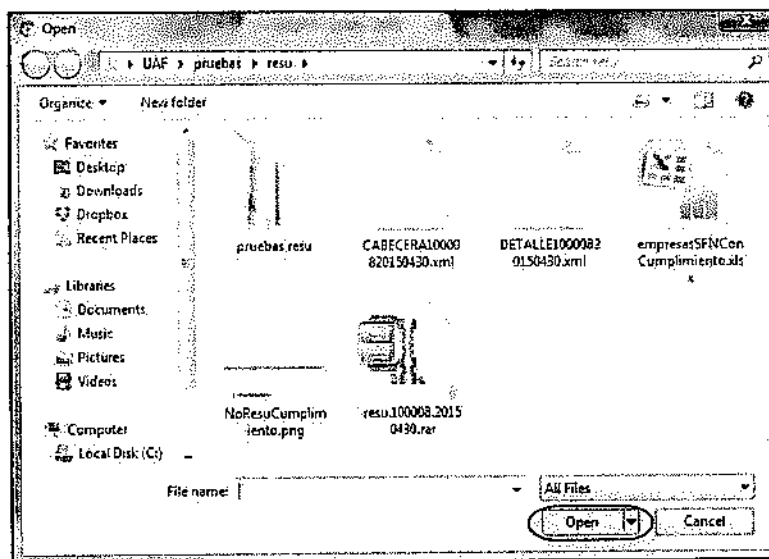 Open
UAF ▸ pruebas ▸ resu ▸
Organize ▾ New folder
Favorites
Desktop
Downloads
Dropbox
Recent Places
Libraries
Documents
Music
Pictures
Videos
Computer
Local Disk (C:)
pruebas resu
CABECERA10000
820150430.xml
DETALLE1000082
0150430.xml
empresasSFNCon
Cumplimiento.xls
x
NoResuCumplim
iento.png
resu.100008.2015
0430.rar
File name:
All Files
Open
Cancel